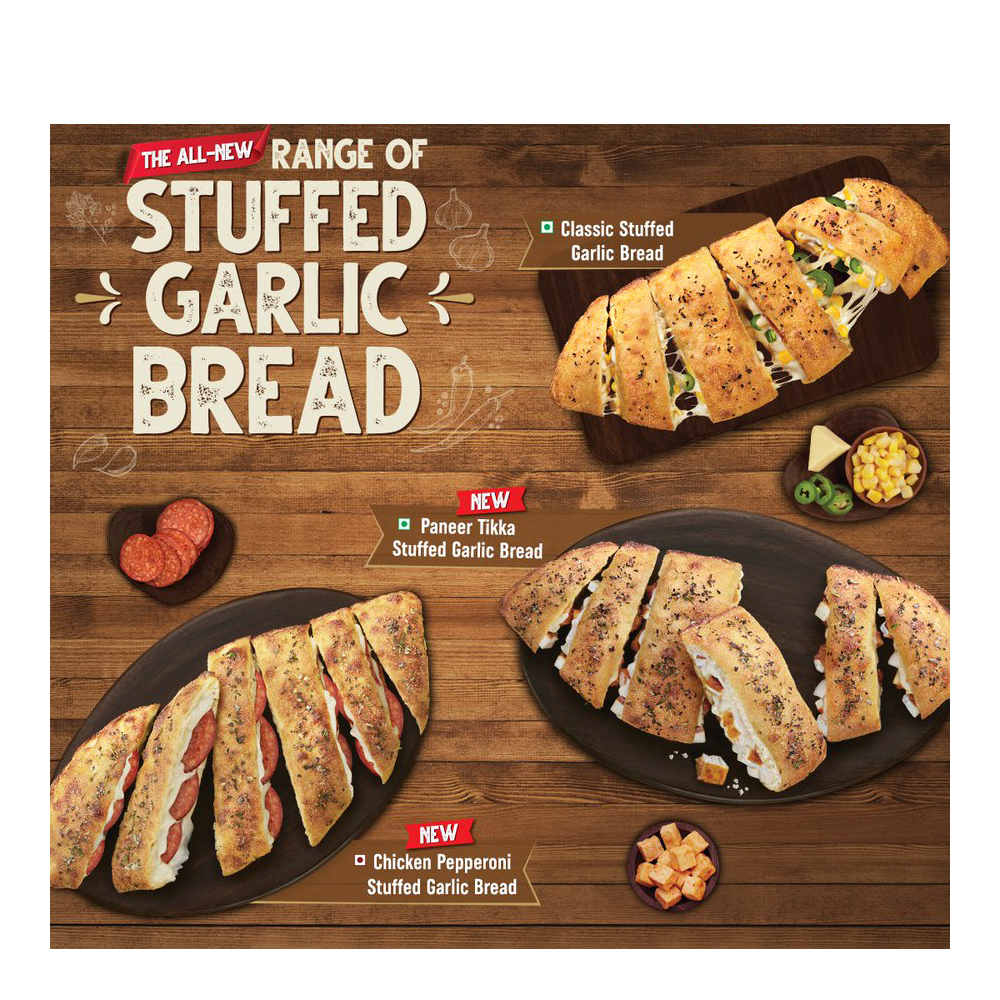 THE ALL-NEW RANGE OF
STUFFED
GARLIC
BREAD
Classic Stuffed
Garlic Bread
NEW
Paneer Tikka
Stuffed Garlic Bread
NEW
Chicken Pepperoni
Stuffed Garlic Bread